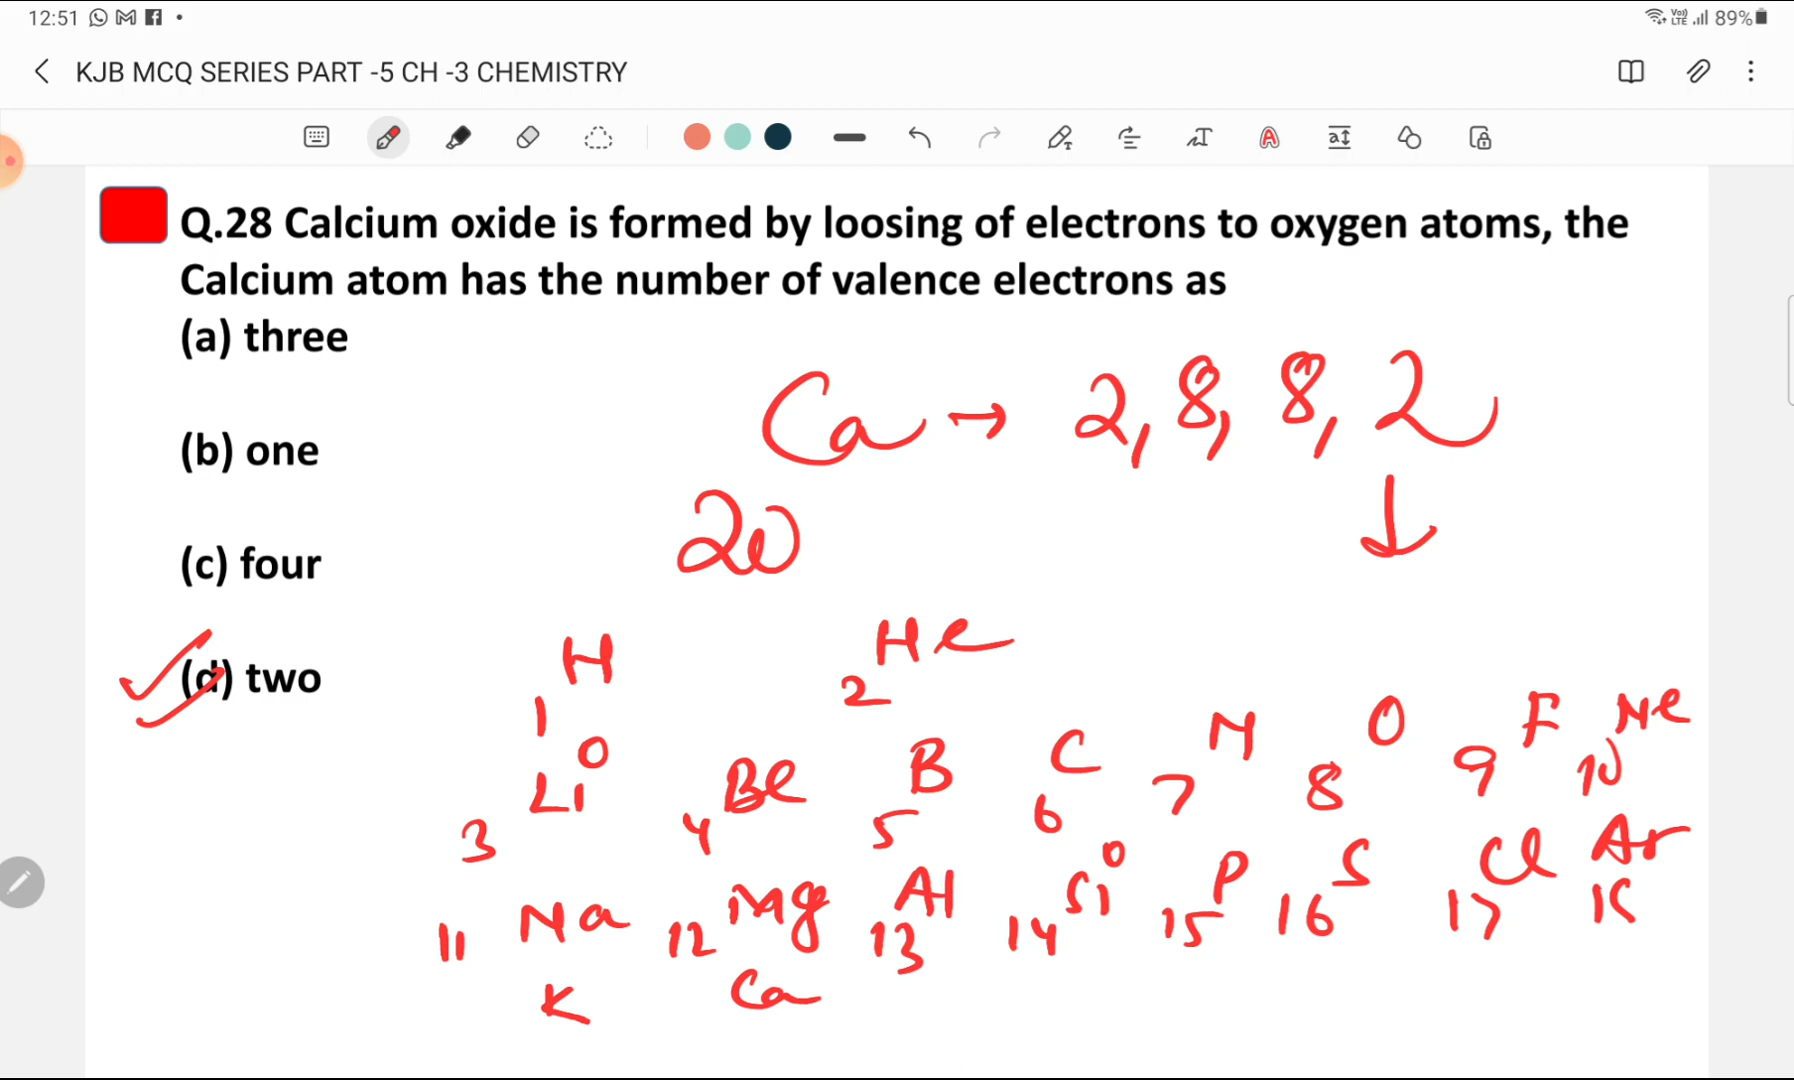 12:51
Vo)) LTE 89%
KJB MCQ SERIES PART -5 CH -3 CHEMISTRY
Q.28 Calcium oxide is formed by loosing of electrons to oxygen atoms, the
Calcium atom has the number of valence electrons as
(a) three
Ca → 2, 8, 8, 2
(b) one
20
(c) four
(d) two
H He
1 2
Li Be B C N O F Ne
3 4 5 6 7 8 9 10
Na Mg Al Si P S Cl Ar
11 12 13 14 15 16 17 18
K Ca